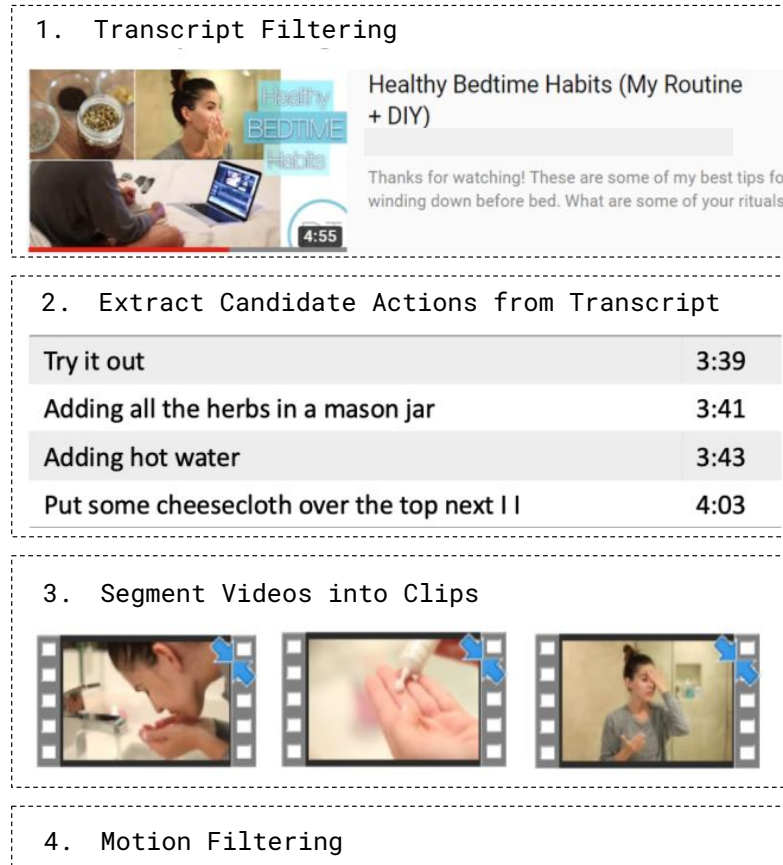 1. Transcript Filtering
Healthy
BEDTIME
Habits
4:55
Healthy Bedtime Habits (My Routine
+ DIY)
Thanks for watching! These are some of my best tips fo
winding down before bed. What are some of your rituals
2. Extract Candidate Actions from Transcript
Try it out 3:39
Adding all the herbs in a mason jar 3:41
Adding hot water 3:43
Put some cheesecloth over the top next I I 4:03
3. Segment Videos into Clips
4. Motion Filtering